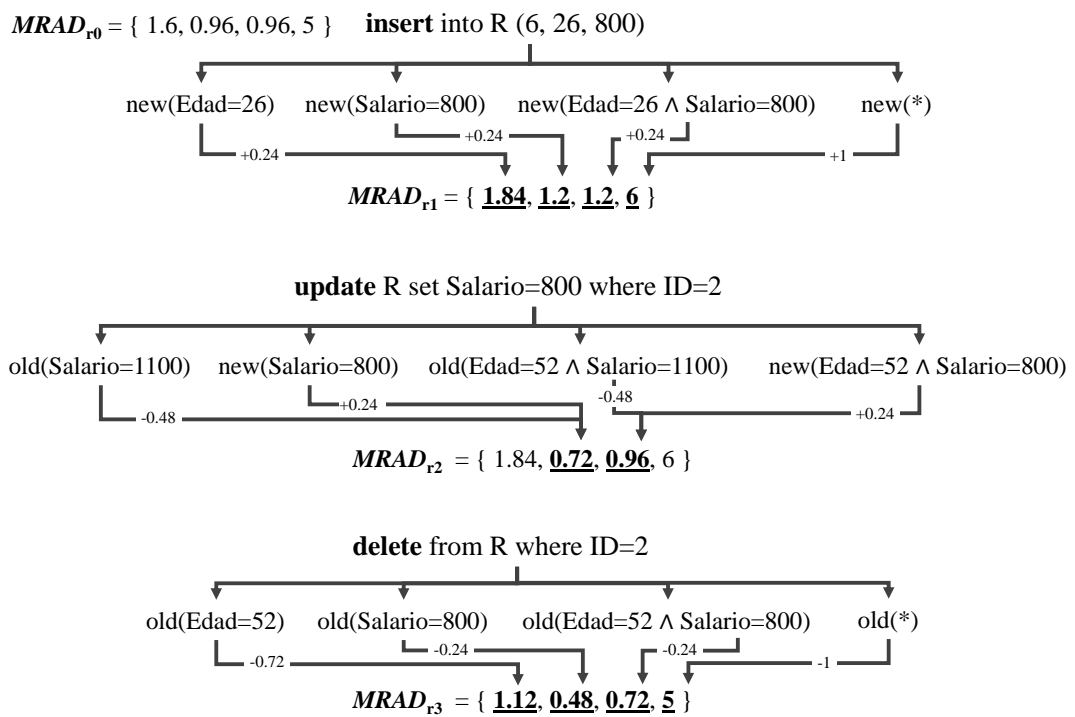 MRAD_r0 = { 1.6, 0.96, 0.96, 5 }   insert into R (6, 26, 800)
new(Edad=26)   new(Salario=800)   new(Edad=26 ∧ Salario=800)   new(*)
+0.24   +0.24   +0.24   +1
MRAD_r1 = { 1.84, 1.2, 1.2, 6 }
update R set Salario=800 where ID=2
old(Salario=1100)   new(Salario=800)   old(Edad=52 ∧ Salario=1100)   new(Edad=52 ∧ Salario=800)
-0.48   +0.24   -0.48   +0.24
MRAD_r2 = { 1.84, 0.72, 0.96, 6 }
delete from R where ID=2
old(Edad=52)   old(Salario=800)   old(Edad=52 ∧ Salario=800)   old(*)
-0.72   -0.24   -0.24   -1
MRAD_r3 = { 1.12, 0.48, 0.72, 5 }